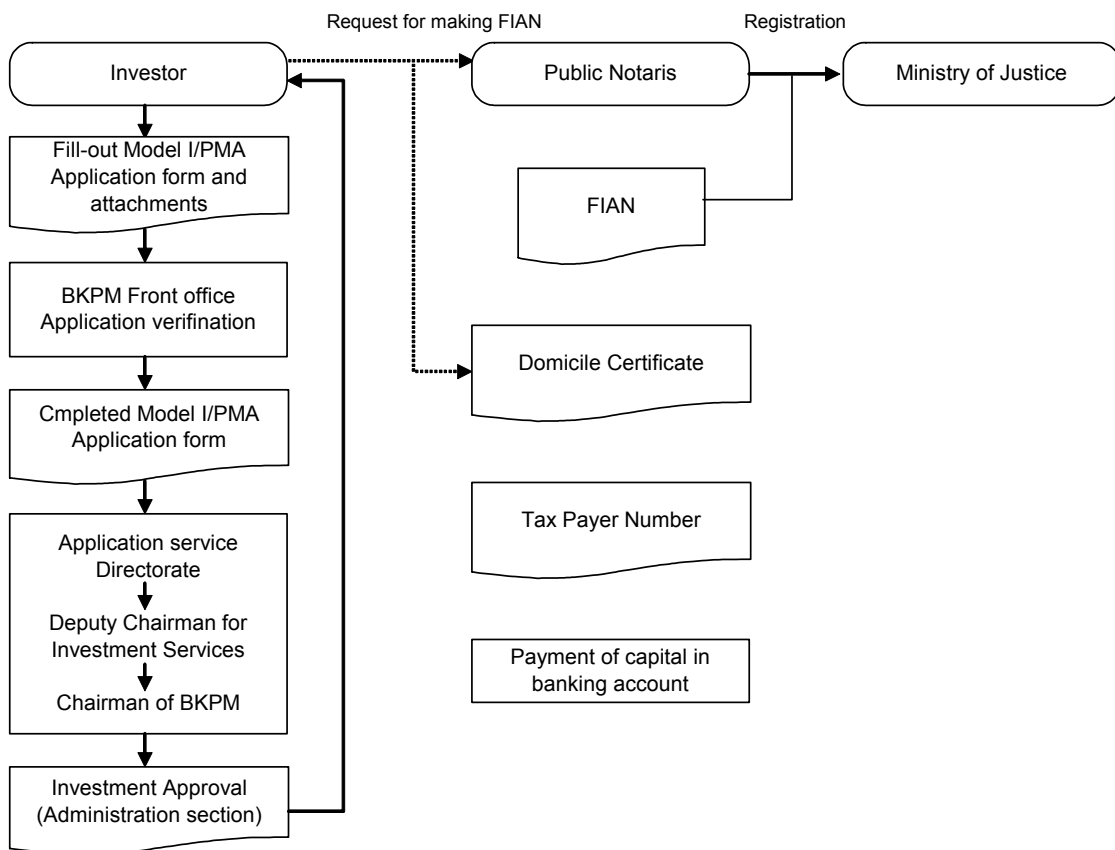 Request for making FIAN
Registration
Investor
Public Notaris
Ministry of Justice
Fill-out Model I/PMA
Application form and
attachments
FIAN
BKPM Front office
Application verifination
Domicile Certificate
Cmpleted Model I/PMA
Application form
Tax Payer Number
Application service
Directorate
Deputy Chairman for
Investment Services
Chairman of BKPM
Payment of capital in
banking account
Investment Approval
(Administration section)